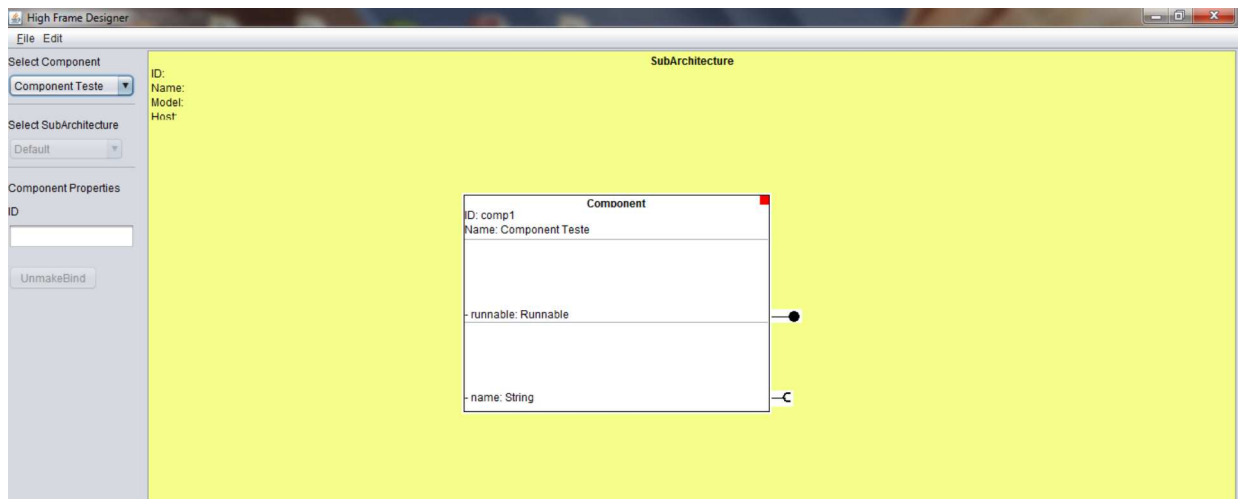 High Frame Designer
File Edit
Select Component
Component Teste
Select SubArchitecture
Default
Component Properties
ID
UnmakeBind
SubArchitecture
ID:
Name:
Model:
Host:
Component
ID: comp1
Name: Component Teste
- runnable: Runnable
- name: String